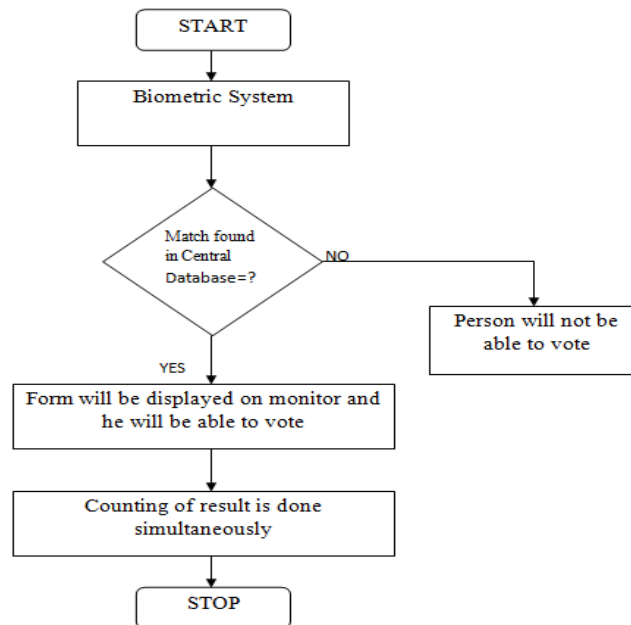 START
Biometric System
Match found
in Central
Database=?
NO
Person will not be
able to vote
YES
Form will be displayed on monitor and
he will be able to vote
Counting of result is done
simultaneously
STOP